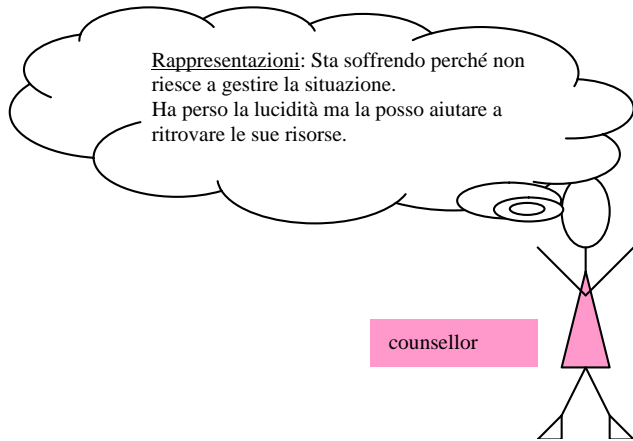 Rappresentazioni: Sta soffrendo perché non
riesce a gestire la situazione.
Ha perso la lucidità ma la posso aiutare a
ritrovare le sue risorse.
counsellor